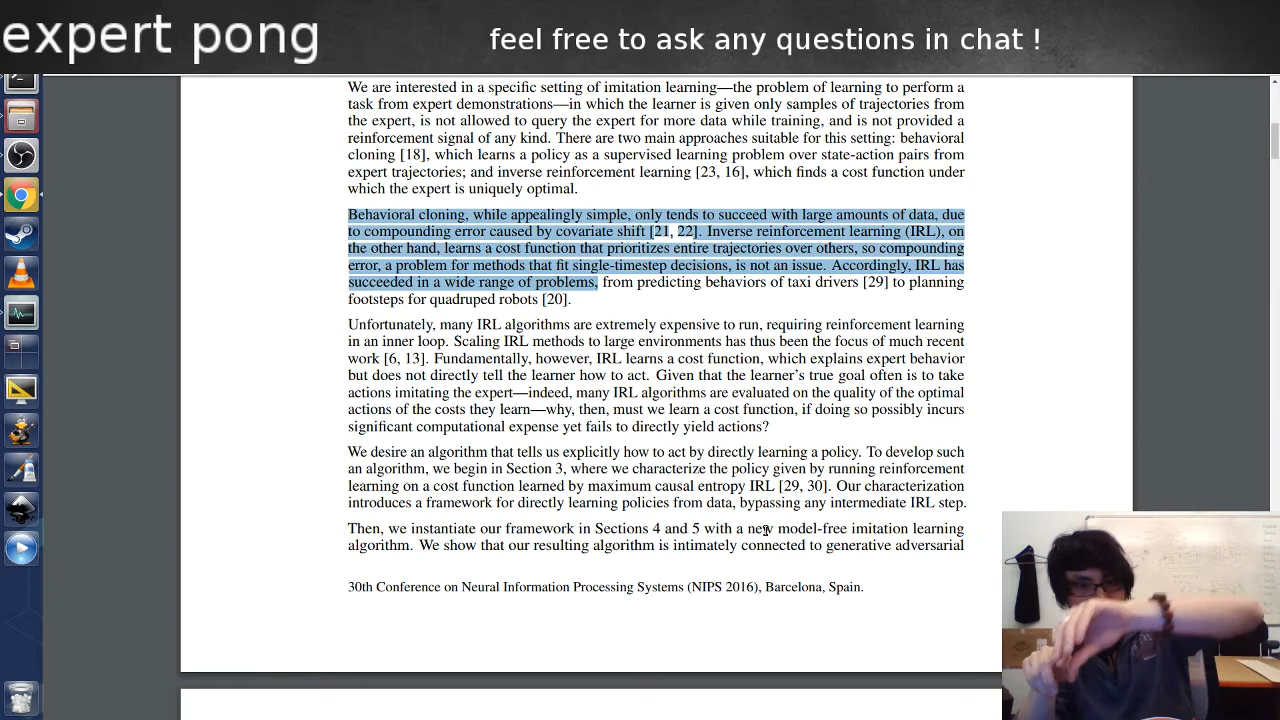 expert pong
feel free to ask any questions in chat !
We are interested in a specific setting of imitation learning—the problem of learning to perform a
task from expert demonstrations—in which the learner is given only samples of trajectories from
the expert, is not allowed to query the expert for more data while training, and is not provided a
reinforcement signal of any kind. There are two main approaches suitable for this setting: behavioral
cloning [18], which learns a policy as a supervised learning problem over state-action pairs from
expert trajectories; and inverse reinforcement learning [23, 16], which finds a cost function under
which the expert is uniquely optimal.
Behavioral cloning, while appealingly simple, only tends to succeed with large amounts of data, due
to compounding error caused by covariate shift [21, 22]. Inverse reinforcement learning (IRL), on
the other hand, learns a cost function that prioritizes entire trajectories over others, so compounding
error, a problem for methods that fit single-timestep decisions, is not an issue. Accordingly, IRL has
succeeded in a wide range of problems, from predicting behaviors of taxi drivers [29] to planning
footsteps for quadruped robots [20].
Unfortunately, many IRL algorithms are extremely expensive to run, requiring reinforcement learning
in an inner loop. Scaling IRL methods to large environments has thus been the focus of much recent
work [6, 13]. Fundamentally, however, IRL learns a cost function, which explains expert behavior
but does not directly tell the learner how to act. Given that the learner's true goal often is to take
actions imitating the expert—indeed, many IRL algorithms are evaluated on the quality of the optimal
actions of the costs they learn—why, then, must we learn a cost function, if doing so possibly incurs
significant computational expense yet fails to directly yield actions?
We desire an algorithm that tells us explicitly how to act by directly learning a policy. To develop such
an algorithm, we begin in Section 3, where we characterize the policy given by running reinforcement
learning on a cost function learned by maximum causal entropy IRL [29, 30]. Our characterization
introduces a framework for directly learning policies from data, bypassing any intermediate IRL step.
Then, we instantiate our framework in Sections 4 and 5 with a new model-free imitation learning
algorithm. We show that our resulting algorithm is intimately connected to generative adversarial
30th Conference on Neural Information Processing Systems (NIPS 2016), Barcelona, Spain.